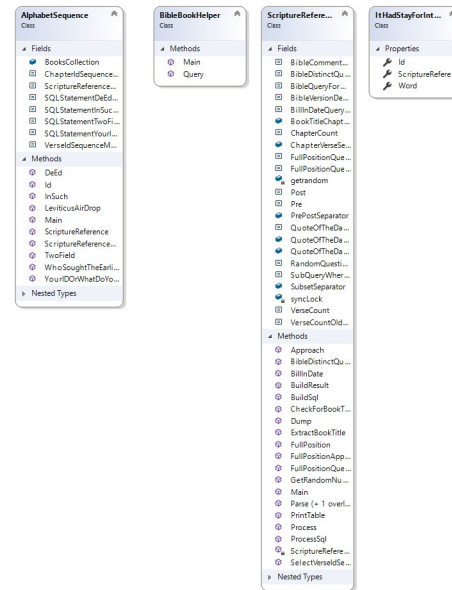 AlphabetSequence
Class
Fields
BooksCollection
ChapterIdSequence...
ScriptureReference...
SQLStatementDeEd...
SQLStatementInSuc...
SQLStatementTwoFi...
SQLStatementYourI...
VerseIdSequenceM...
Methods
DeEd
Id
InSuch
LeviticusAirDrop
Main
ScriptureReference
ScriptureReference...
TwoField
WhoSoughtTheEarli...
YourIDOrWhatDoYo...
Nested Types
BibleBookHelper
Class
Methods
Main
Query
ScriptureRefere...
Class
Fields
BibleComment...
BibleDistinctQu...
BibleQueryFor...
BibleVersionDe...
BillInDateQuery...
BookTitleChapt...
ChapterCount
ChapterVerseSe...
FullPositionQue...
FullPositionQue...
getrandom
Post
Pre
PrePostSeparator
QuoteOfTheDa...
QuoteOfTheDa...
QuoteOfTheDa...
RandomQuesti...
SubQueryWher...
SubsetSeparator
syncLock
VerseCount
VerseCountOld...
Methods
Approach
BibleDistinctQu...
BillInDate
BuildResult
BuildSql
CheckForBookT...
Dump
ExtractBookTitle
FullPosition
FullPositionApp...
FullPositionQue...
GetRandomNu...
Main
Parse (+ 1 overl...
PrintTable
Process
ProcessSql
ScriptureRefere...
SelectVerseIdSe...
Nested Types
ItHadStayForInt...
Class
Properties
Id
ScriptureRefere
Word